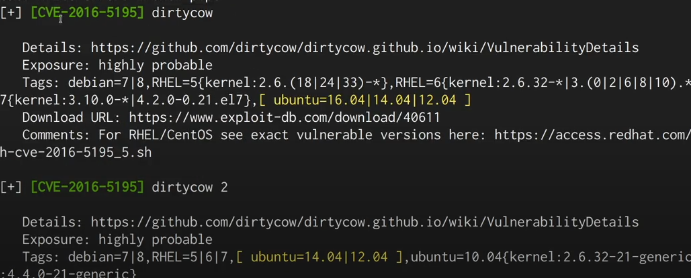 [+] [CVE-2016-5195] dirtycow
Details: https://github.com/dirtycow/dirtycow.github.io/wiki/VulnerabilityDetails
Exposure: highly probable
Tags: debian=7|8,RHEL=5{kernel:2.6.(18|24|33)-*},RHEL=6{kernel:2.6.32-*|3.(0|2|6|8|10).*
7{kernel:3.10.0-*|4.2.0-0.21.el7},[ ubuntu=16.04|14.04|12.04 ]
Download URL: https://www.exploit-db.com/download/40611
Comments: For RHEL/CentOS see exact vulnerable versions here: https://access.redhat.com/
h-cve-2016-5195_5.sh
[+] [CVE-2016-5195] dirtycow 2
Details: https://github.com/dirtycow/dirtycow.github.io/wiki/VulnerabilityDetails
Exposure: highly probable
Tags: debian=7|8,RHEL=5|6|7,[ ubuntu=14.04|12.04 ],ubuntu=10.04{kernel:2.6.32-21-generic
:4.4.0-21-generic}